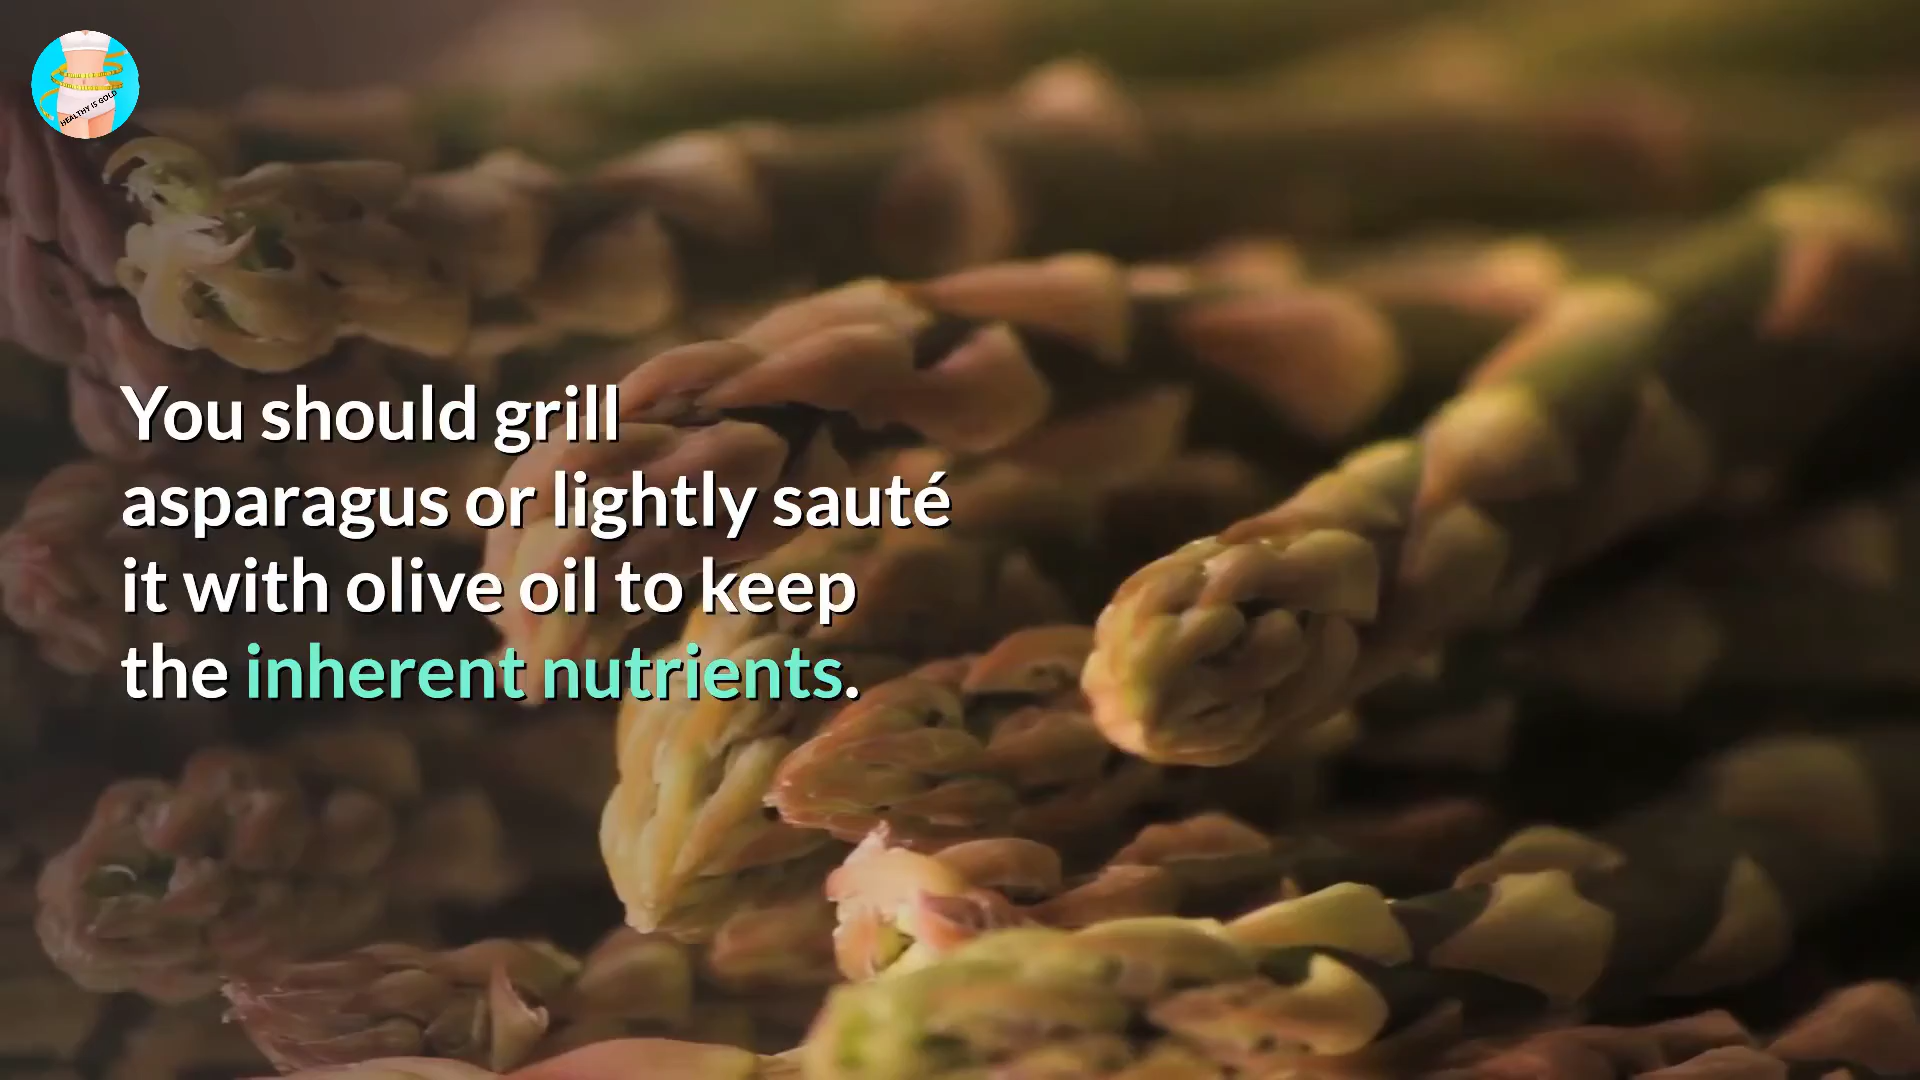 HEALTHY IS GOLD
You should grill
asparagus or lightly sauté
it with olive oil to keep
the inherent nutrients.